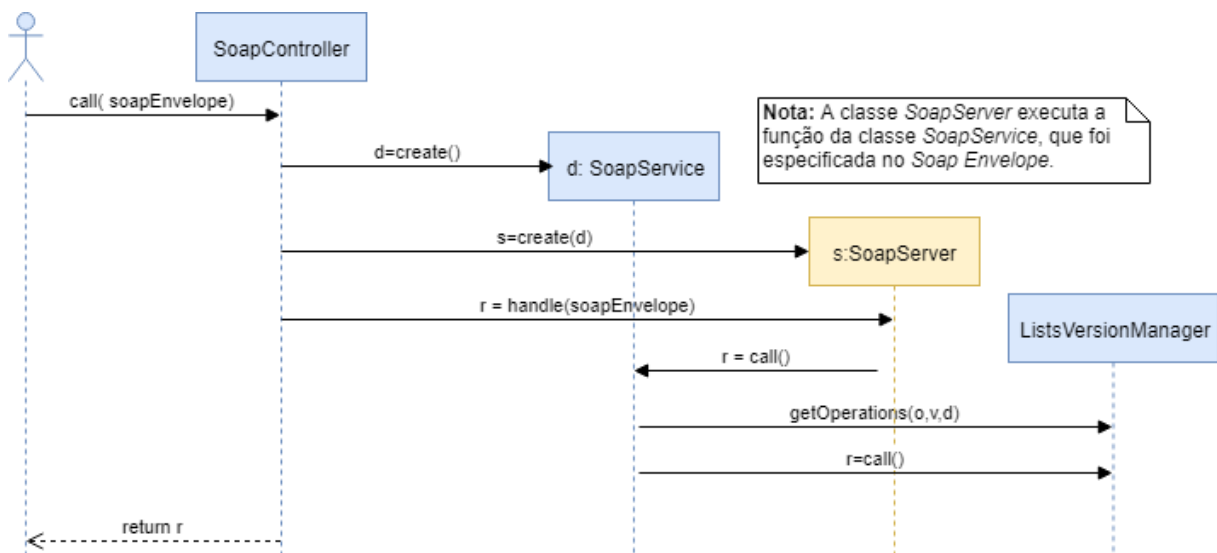 SoapController
call( soapEnvelope)
Nota: A classe SoapServer executa a
função da classe SoapService, que foi
especificada no Soap Envelope.
d=create()
d: SoapService
s=create(d)
s:SoapServer
r = handle(soapEnvelope)
ListsVersionManager
r = call()
getOperations(o,v,d)
r=call()
return r